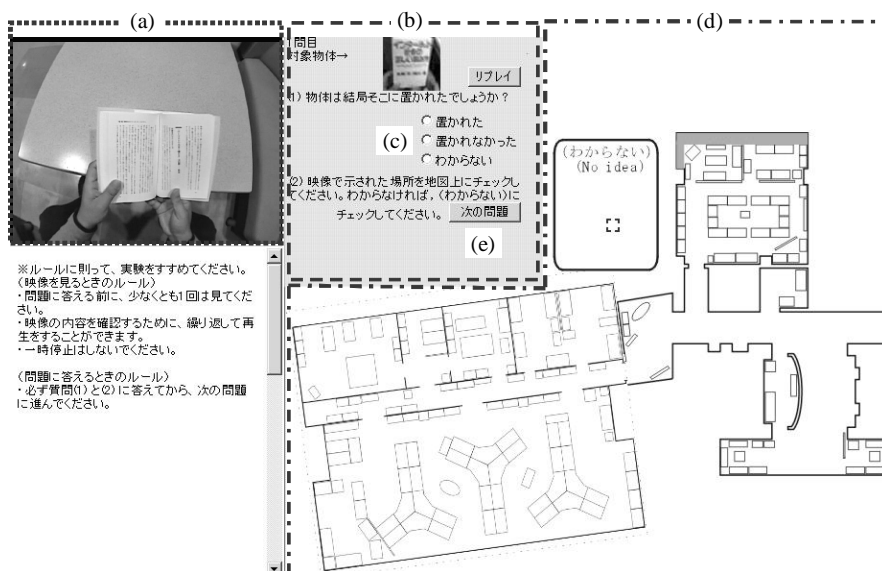 (a)
(b)
(d)
1問目
対象物体→
リプレイ
(1) 物体は結局そこに置かれたでしょうか？
(c)
置かれた
置かれなかった
わからない
(2) 映像で示された場所を地図上にチェックし
てください。わからなければ，（わからない）に
チェックしてください。
次の問題
(e)
(わからない)
(No idea)
※ルールに則って、実験をすすめてください。
（映像を見るときのルール）
・問題に答える前に、少なくとも1回は見てくだ
さい。
・映像の内容を確認するために、繰り返して再
生をすることができます。
・一時停止はしないでください。
（問題に答えるときのルール）
・必ず質問(1)と(2)に答えてから、次の問題
に進んでください。